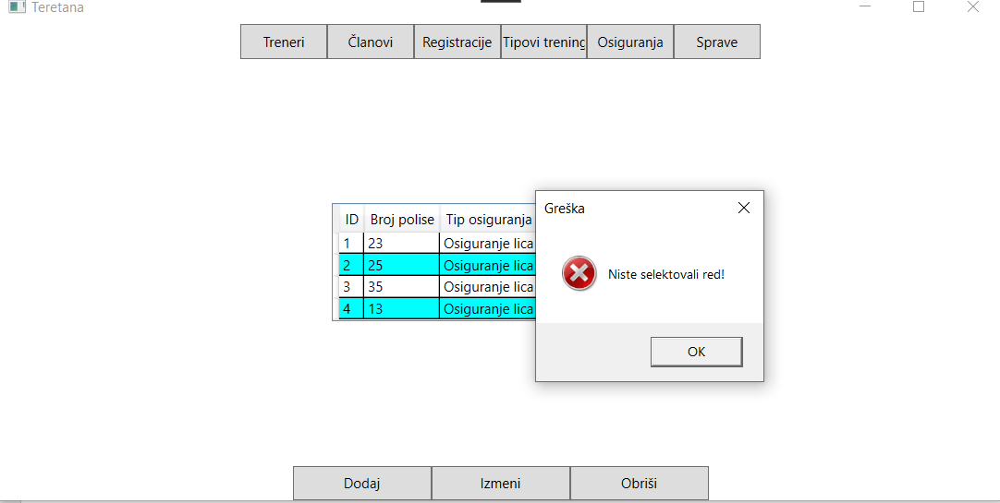 Teretana
Treneri Članovi Registracije Tipovi trening Osiguranja Sprave
ID Broj polise Tip osiguranja
1 23 Osiguranje lica
2 25 Osiguranje lica
3 35 Osiguranje lica
4 13 Osiguranje lica
Greška
Niste selektovali red!
OK
Dodaj Izmeni Obriši